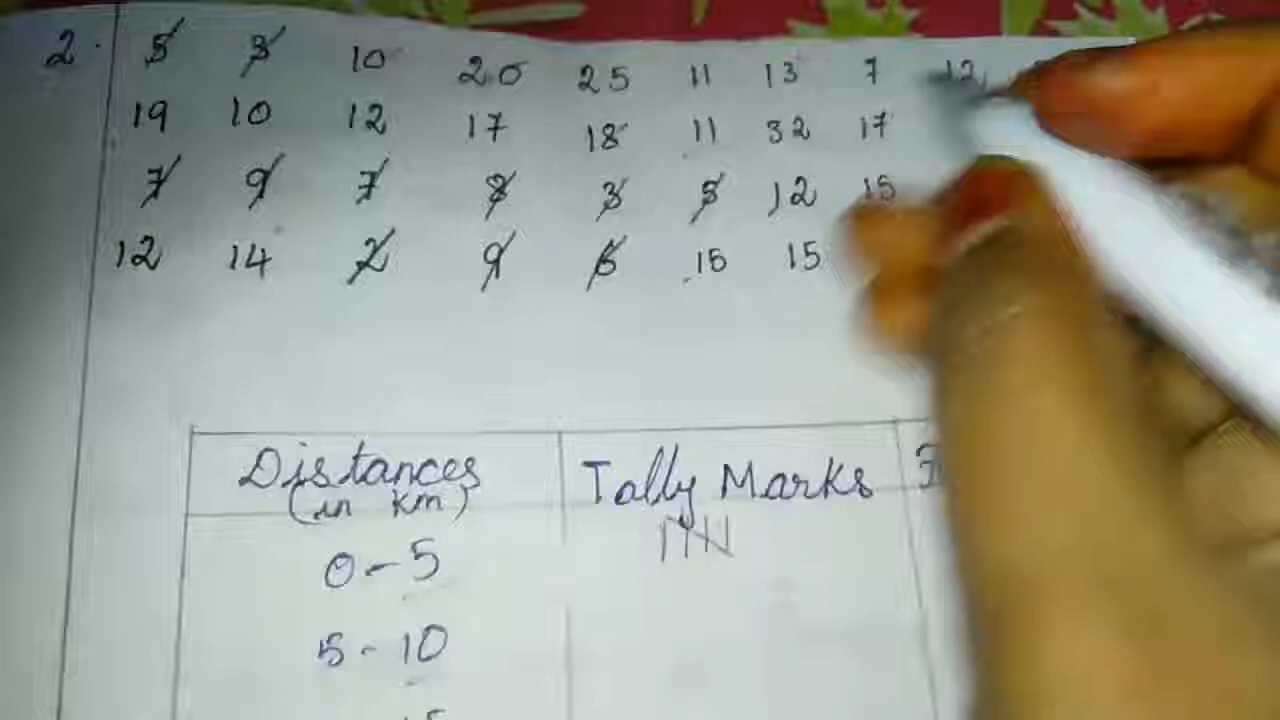 2. 5 3 10 20 25 11 13 7 12
19 10 12 17 18 11 32 17
7 9 7 8 3 5 12 15
12 14 2 9 6 15 15
Distances Tally Marks
(in km)
0-5
5-10